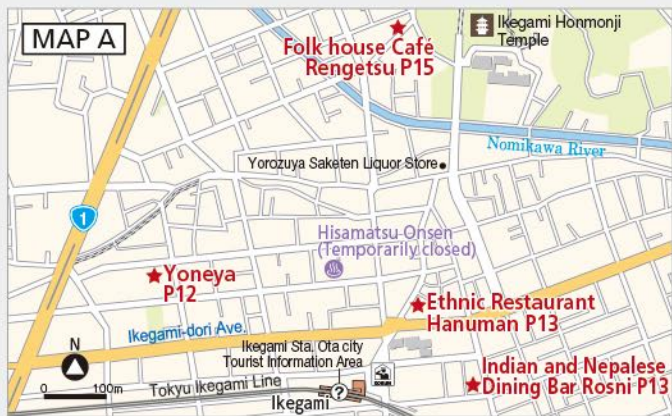 MAP A
Folk house Café
Rengetsu P15
Ikegami Honmonji
Temple
Nomikawa River
Yorozuya Saketen Liquor Store
1
Hisamatsu Onsen
(Temporarily closed)
Yoneya
P12
Ethnic Restaurant
Hanuman P13
Ikegami-dori Ave.
N
0 100m
Ikegami Sta. Ota city
Tourist Information Area
Tokyu Ikegami Line
?
Ikegami
Indian and Nepalese
Dining Bar Rosni P13